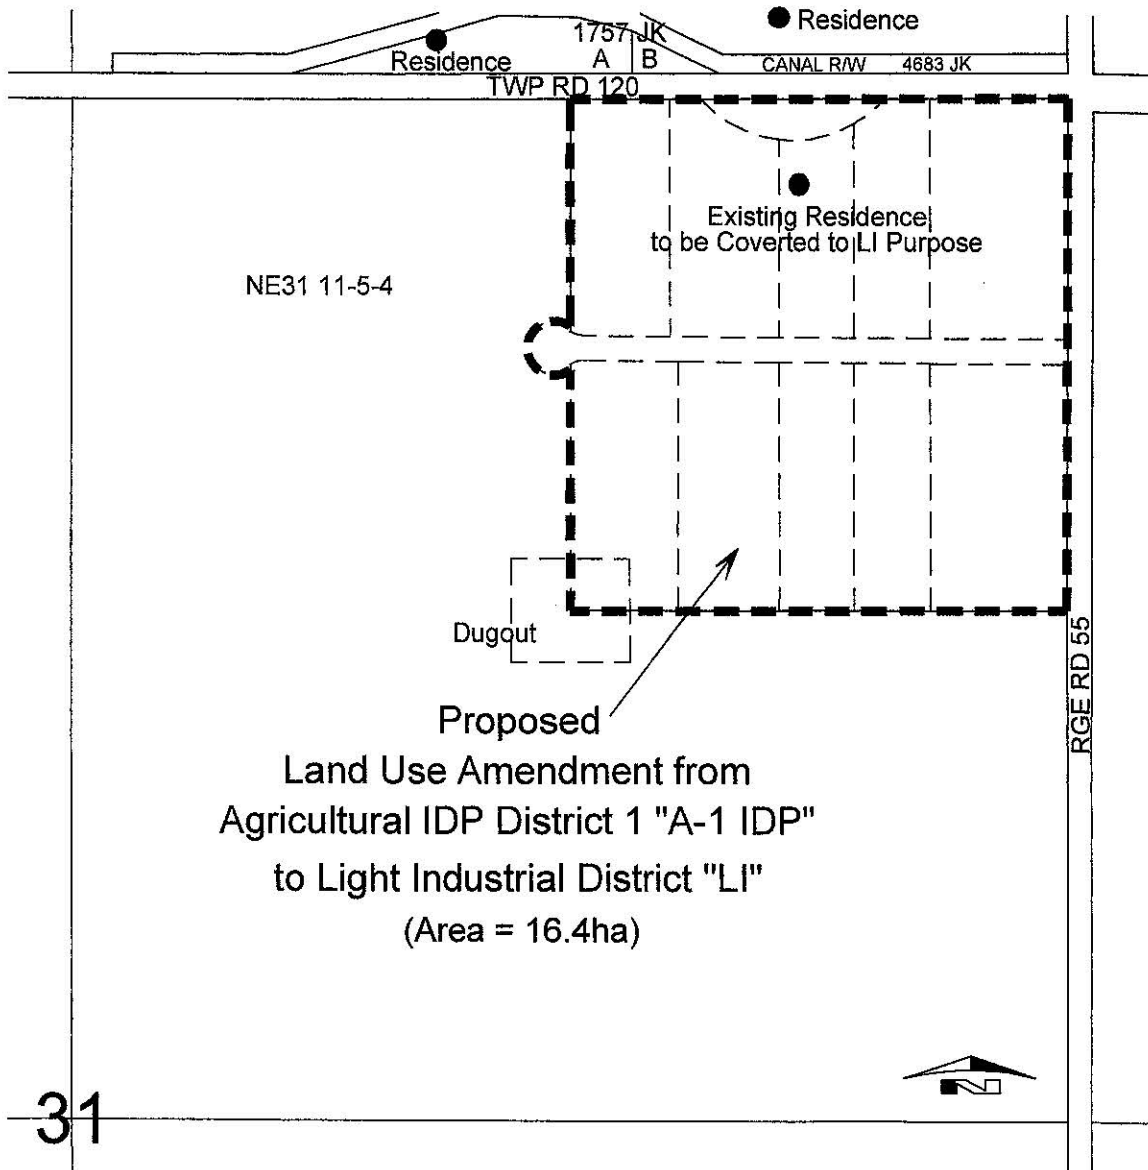 Residence
1757 JK
Residence
A B
CANAL R/W 4683 JK
TWP RD 120
Existing Residence
to be Coverted to LI Purpose
NE31 11-5-4
Dugout
RGE RD 55
Proposed
Land Use Amendment from
Agricultural IDP District 1 "A-1 IDP"
to Light Industrial District "LI"
(Area = 16.4ha)
N
31